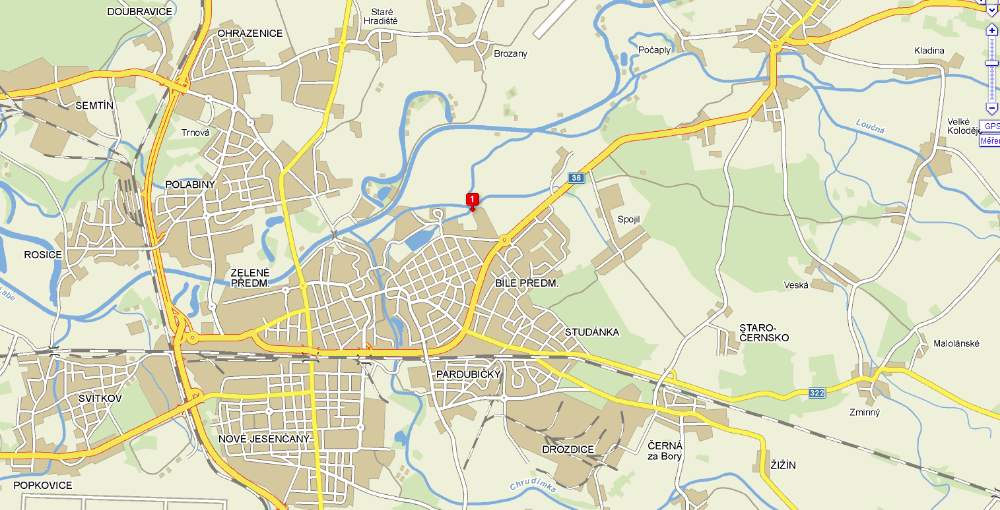 DOUBRAVICE
Staré
Hradiště
OHRAZENICE
Brozany
Počaply
Kladina
SEMTÍN
Trnová
Loučná
Velké
GPS
POLABINY
36
1
Spojil
ROSICE
ZELENÉ
PŘEDM.
BÍLÉ PŘEDM.
Veská
Labe
STUDÁNKA
STARO-
ČERNSKO
Malolánské
PARDUBIČKY
SVÍTKOV
322
Zminný
NOVÉ JESENČANY
DROZDICE
ČERNÁ
za Bory
ŽIŽÍN
POPKOVICE
Chrudimka